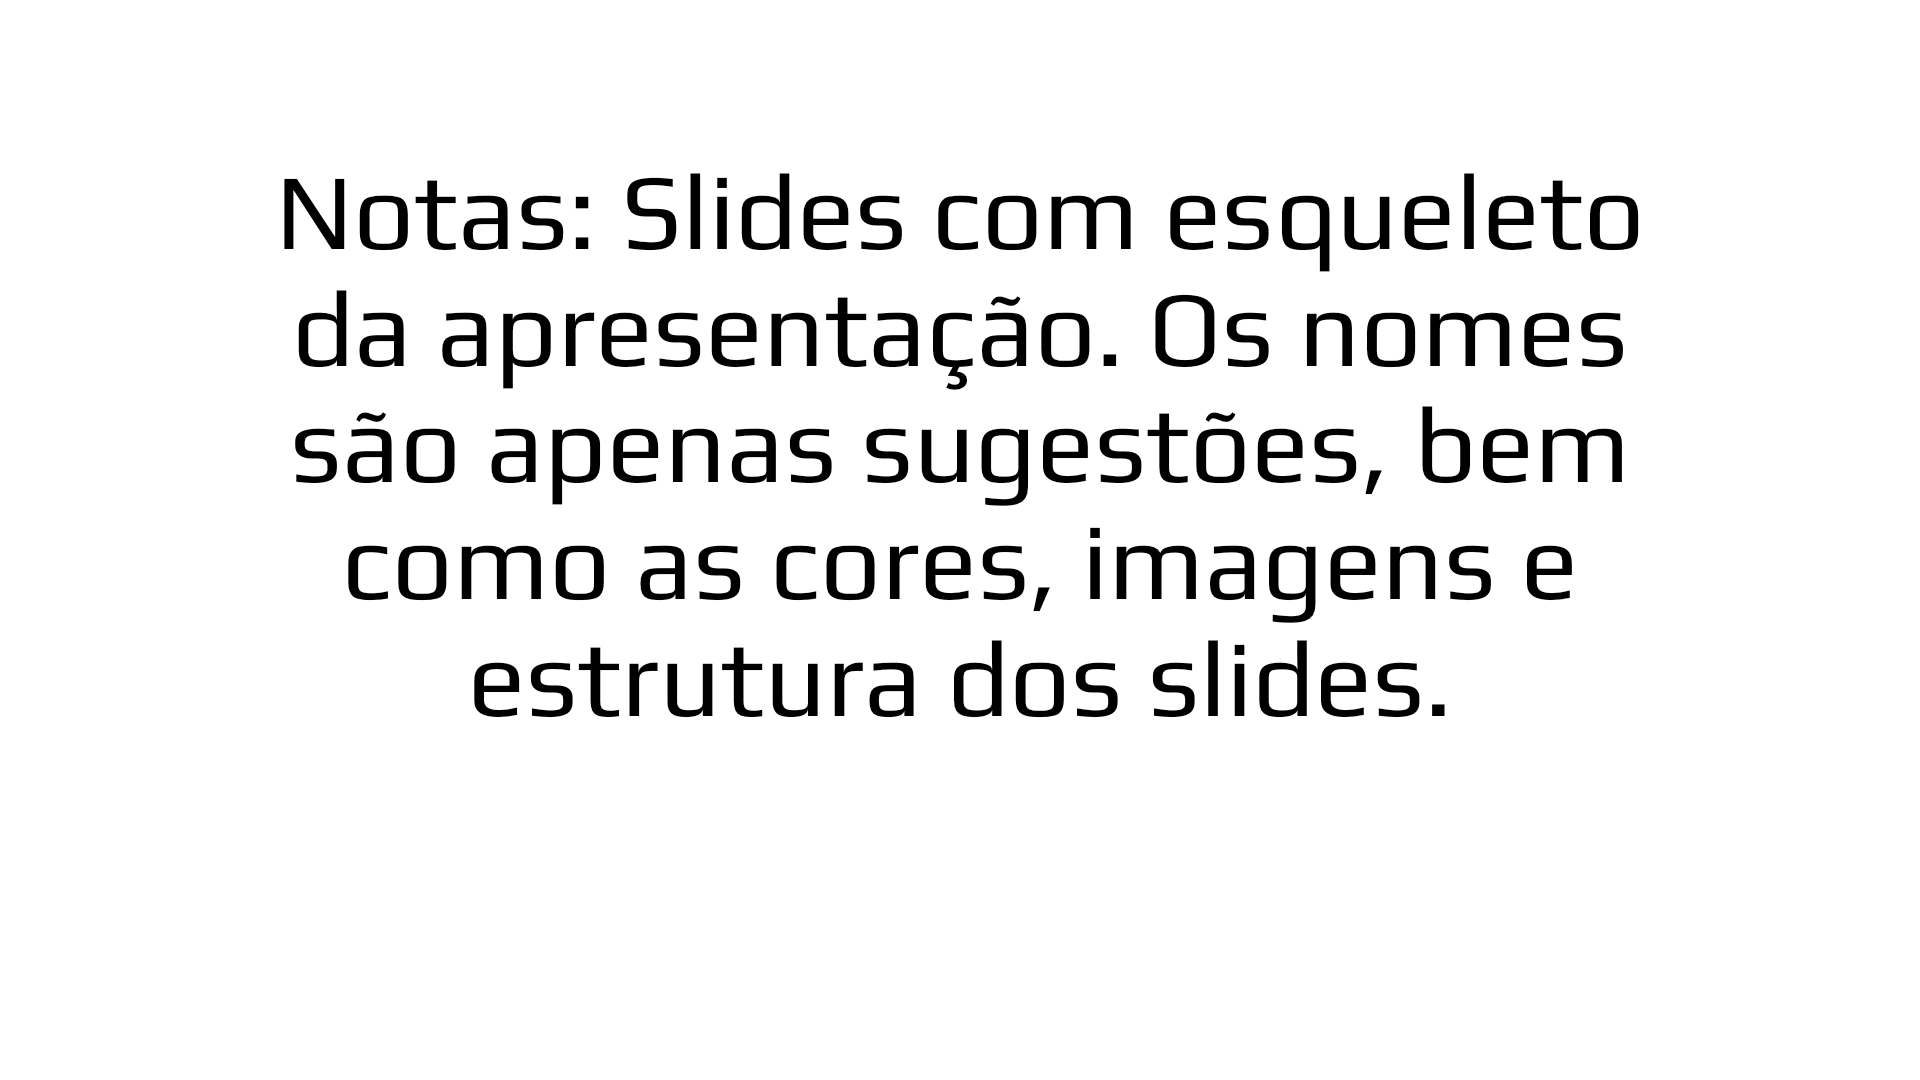 Notas: Slides com esqueleto
da apresentação. Os nomes
são apenas sugestões, bem
como as cores, imagens e
estrutura dos slides.